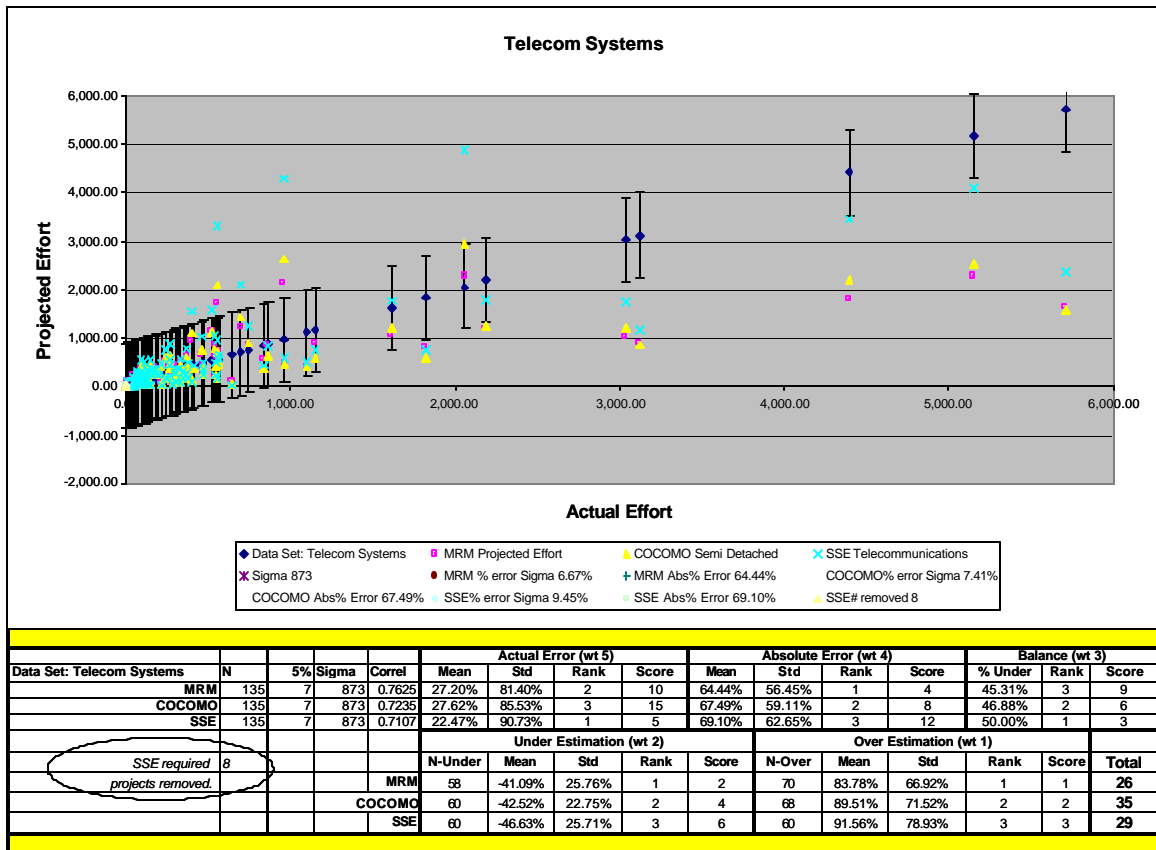 Telecom Systems
6,000.00
5,000.00
4,000.00
3,000.00
2,000.00
1,000.00
0.00
-1,000.00
-2,000.00
Projected Effort
0. 1,000.00 2,000.00 3,000.00 4,000.00 5,000.00 6,000.00
Actual Effort
Data Set: Telecom Systems MRM Projected Effort COCOMO Semi Detached SSE Telecommunications
Sigma 873 MRM % error Sigma 6.67% MRM Abs% Error 64.44% COCOMO% error Sigma 7.41%
COCOMO Abs% Error 67.49% SSE% error Sigma 9.45% SSE Abs% Error 69.10% SSE# removed 8
Actual Error (wt 5) Absolute Error (wt 4) Balance (wt 3)
Data Set: Telecom Systems N 5% Sigma Correl Mean Std Rank Score Mean Std Rank Score % Under Rank Score
MRM 135 7 873 0.7625 27.20% 81.40% 2 10 64.44% 56.45% 1 4 45.31% 3 9
COCOMO 135 7 873 0.7235 27.62% 85.53% 3 15 67.49% 59.11% 2 8 46.88% 2 6
SSE 135 7 873 0.7107 22.47% 90.73% 1 5 69.10% 62.65% 3 12 50.00% 1 3
Under Estimation (wt 2) Over Estimation (wt 1)
SSE required 8 N-Under Mean Std Rank Score N-Over Mean Std Rank Score Total
projects removed. MRM 58 -41.09% 25.76% 1 2 70 83.78% 66.92% 1 1 26
COCOMO 60 -42.52% 22.75% 2 4 68 89.51% 71.52% 2 2 35
SSE 60 -46.63% 25.71% 3 6 60 91.56% 78.93% 3 3 29